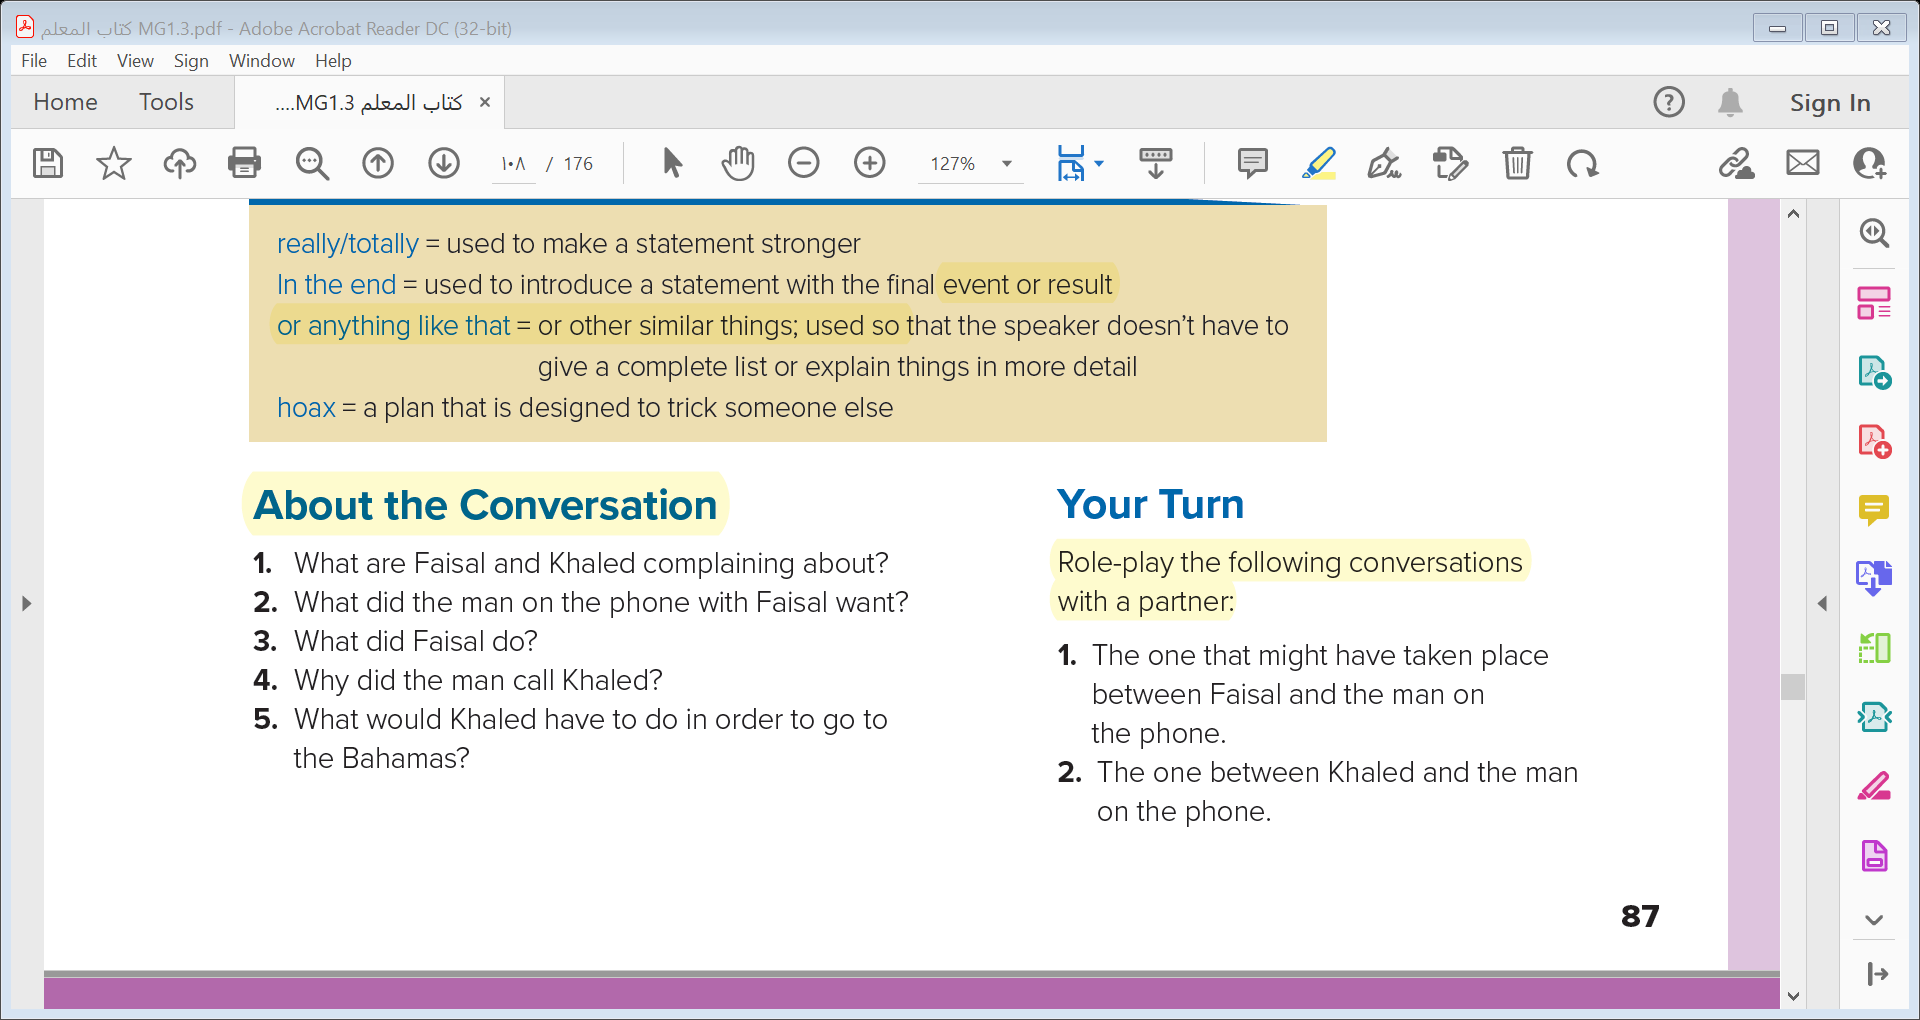 كتاب المعلم MG1.3.pdf - Adobe Acrobat Reader DC (32-bit)
File Edit View Sign Window Help
Home Tools كتاب المعلم MG1.3.... × Sign In
١٠٨ / 176 127%
really/totally = used to make a statement stronger
In the end = used to introduce a statement with the final event or result
or anything like that = or other similar things; used so that the speaker doesn't have to
give a complete list or explain things in more detail
hoax = a plan that is designed to trick someone else
About the Conversation
1. What are Faisal and Khaled complaining about?
2. What did the man on the phone with Faisal want?
3. What did Faisal do?
4. Why did the man call Khaled?
5. What would Khaled have to do in order to go to
the Bahamas?
Your Turn
Role-play the following conversations
with a partner:
1. The one that might have taken place
between Faisal and the man on
the phone.
2. The one between Khaled and the man
on the phone.
87